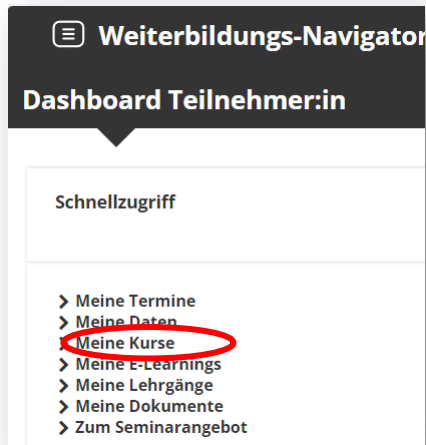 Weiterbildungs-Navigator
Dashboard Teilnehmer:in
Schnellzugriff
Meine Termine
Meine Daten
Meine Kurse
Meine E-Learnings
Meine Lehrgänge
Meine Dokumente
Zum Seminarangebot